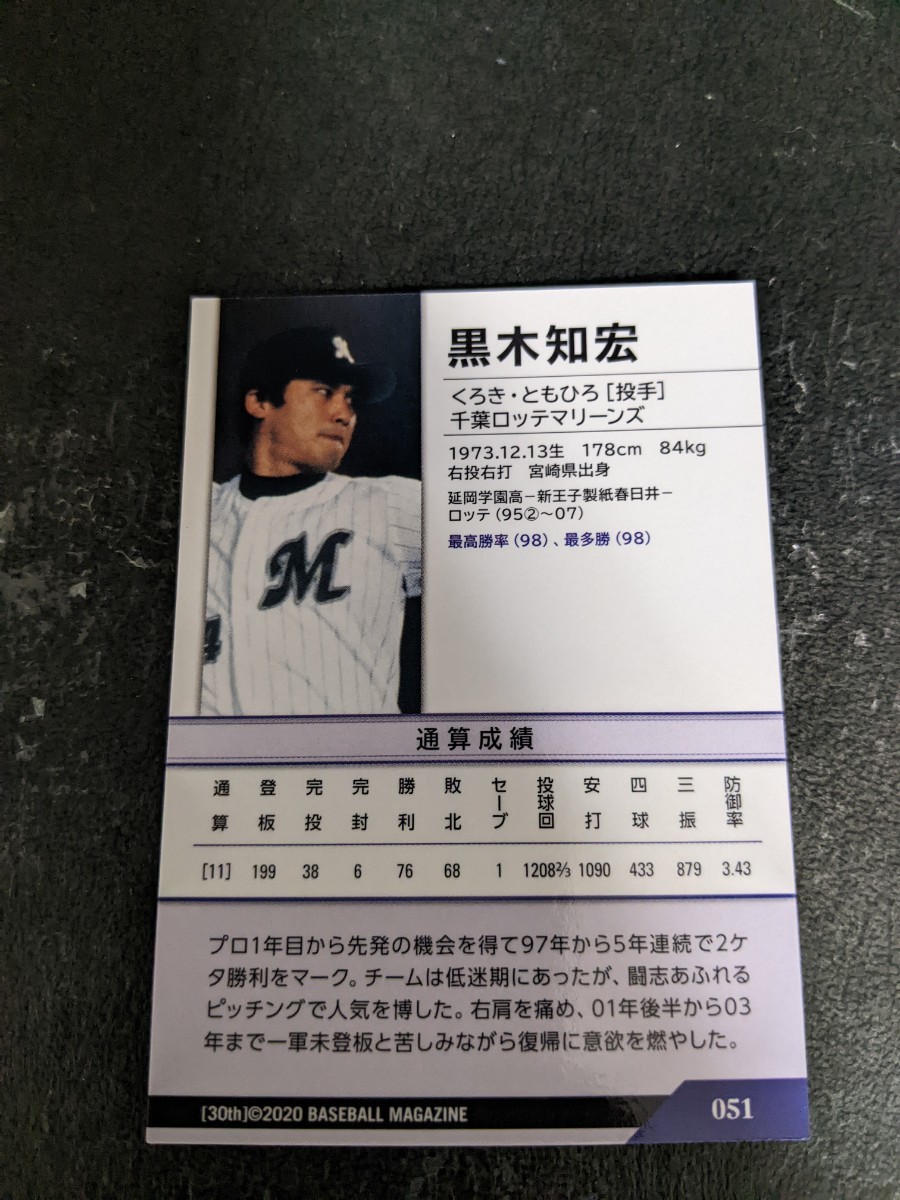 黒木知宏
くろき・ともひろ［投手］
千葉ロッテマリーンズ
1973.12.13生 178cm 84kg
右投右打 宮崎県出身
延岡学園高－新王子製紙春日井－
ロッテ（95②〜07）
最高勝率（98）、最多勝（98）
M
4
通算成績
通算 登板 完投 完封 勝利 敗北 セーブ 投球回 安打 四球 三振 防御率
[11] 199 38 6 76 68 1 1208⅔ 1090 433 879 3.43
プロ1年目から先発の機会を得て97年から5年連続で2ケ
タ勝利をマーク。チームは低迷期にあったが、闘志あふれる
ピッチングで人気を博した。右肩を痛め、01年後半から03
年まで一軍未登板と苦しみながら復帰に意欲を燃やした。
[30th]©2020 BASEBALL MAGAZINE
051